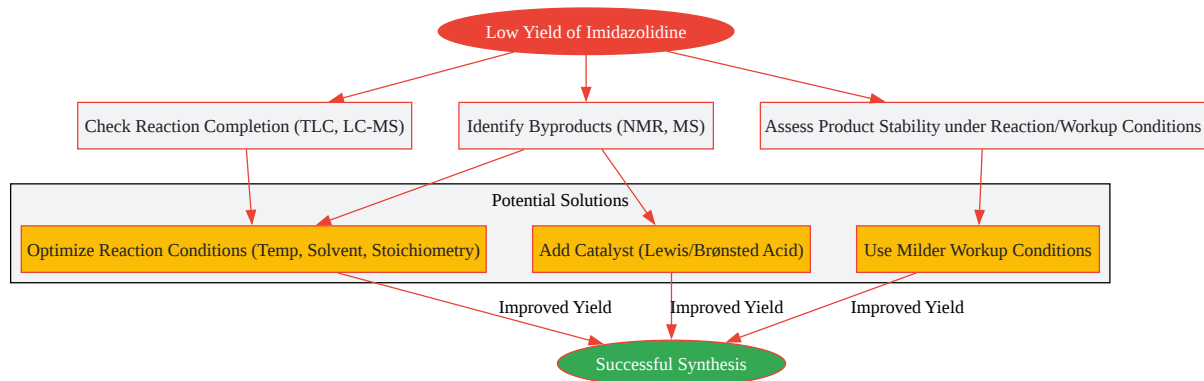 Low Yield of Imidazolidine
Check Reaction Completion (TLC, LC-MS)
Identify Byproducts (NMR, MS)
Assess Product Stability under Reaction/Workup Conditions
Potential Solutions
Optimize Reaction Conditions (Temp, Solvent, Stoichiometry)
Add Catalyst (Lewis/Brønsted Acid)
Use Milder Workup Conditions
Improved Yield
Improved Yield
Improved Yield
Successful Synthesis